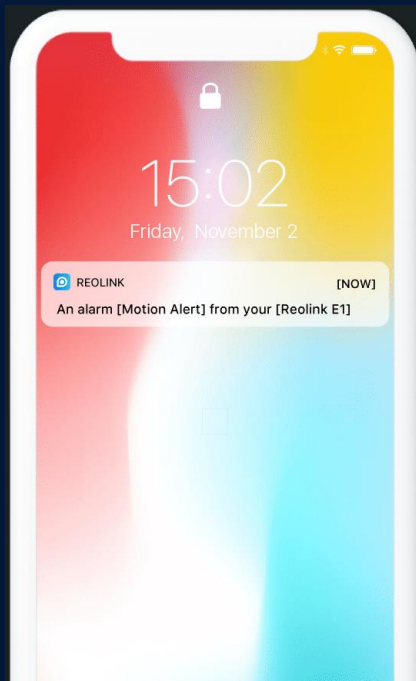 15:02
Friday, November 2
REOLINK [NOW]
An alarm [Motion Alert] from your [Reolink E1]